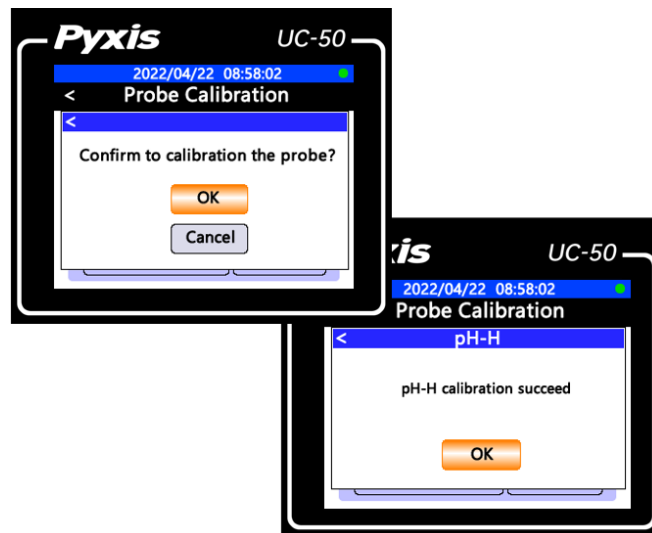 Pyxis UC-50
2022/04/22 08:58:02
< Probe Calibration
<
Confirm to calibration the probe?
OK
Cancel
xis UC-50
2022/04/22 08:58:02
Probe Calibration
< pH-H
pH-H calibration succeed
OK